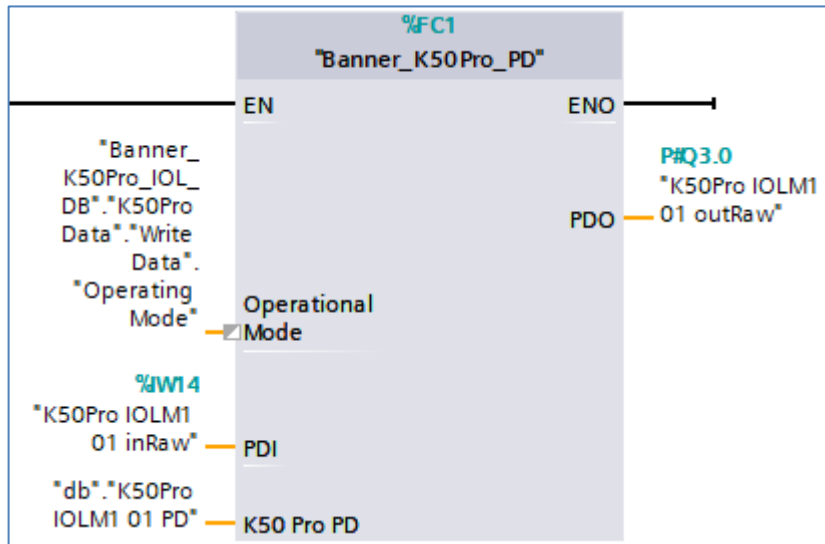 %FC1
"Banner_K50Pro_PD"
EN
ENO
"Banner_
K50Pro_IOL_
DB"."K50Pro
Data"."Write
Data".
"Operating
Mode"
Operational
Mode
P#Q3.0
"K50Pro IOLM1
01 outRaw"
PDO
%IW14
"K50Pro IOLM1
01 inRaw"
PDI
"db"."K50Pro
IOLM1 01 PD"
K50 Pro PD